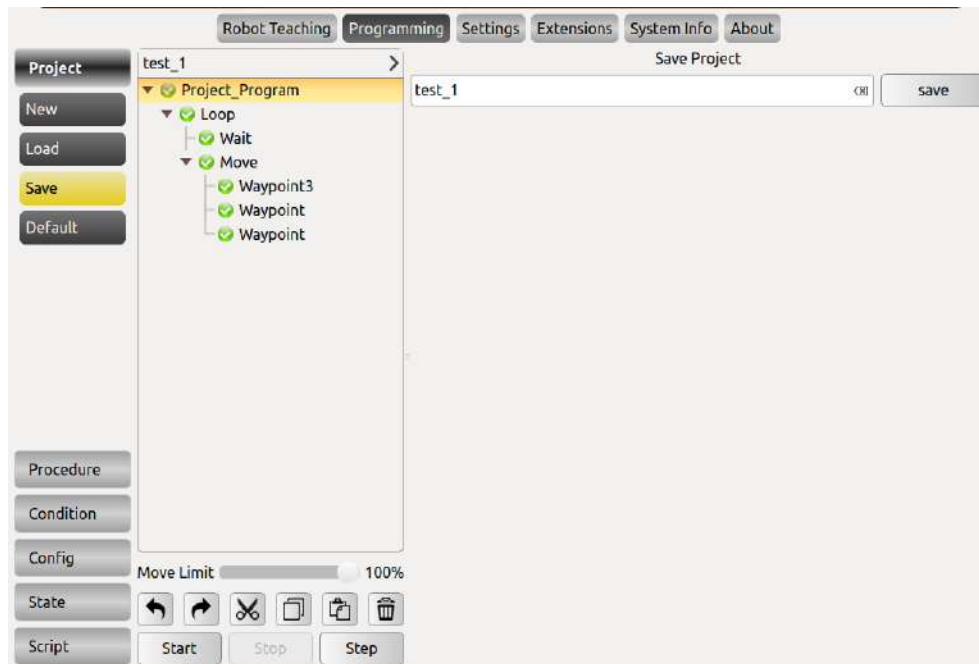 Robot Teaching Programming Settings Extensions System Info About
Project
New
Load
Save
Default
Procedure
Condition
Config
State
Script
test_1
Project_Program
Loop
Wait
Move
Waypoint3
Waypoint
Waypoint
Move Limit 100%
Start Stop Step
Save Project
test_1 save